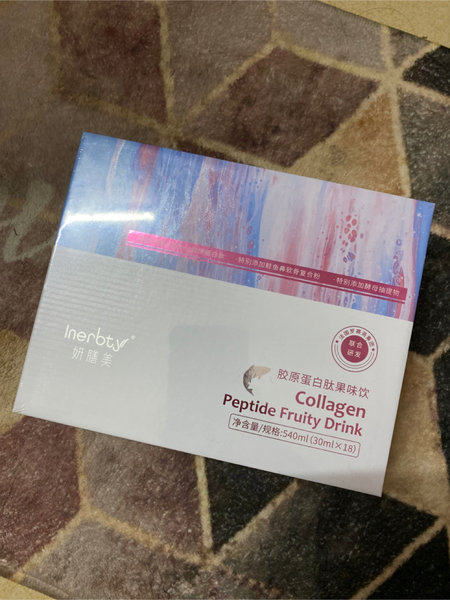 ·特别添加鲑鱼鼻软骨复合粉 ·特别添加酵母抽提物
Inerbty
妍膳美
联合
研发
胶原蛋白肽果味饮
Collagen
Peptide Fruity Drink
净含量/规格:540ml (30ml×18)